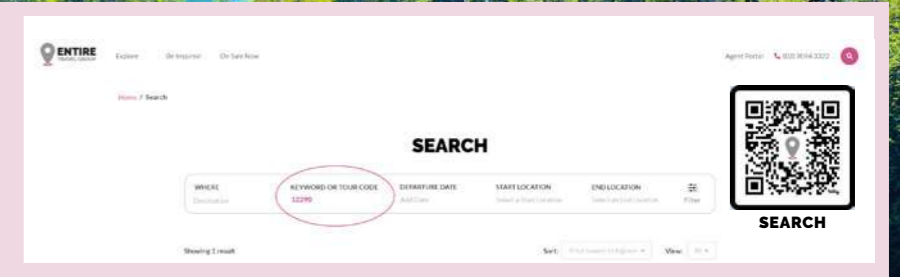 ENTIRE
TRAVEL GROUP
Explore Be Inspired On Sale Now
Agent Portal
Home / Search
SEARCH
WHERE KEYWORD OR TOUR CODE DEPARTURE DATE START LOCATION END LOCATION
Destination 12290 Add Date Select a Start Location Select an End Location Filter
SEARCH
Showing 1 result Sort: View: All